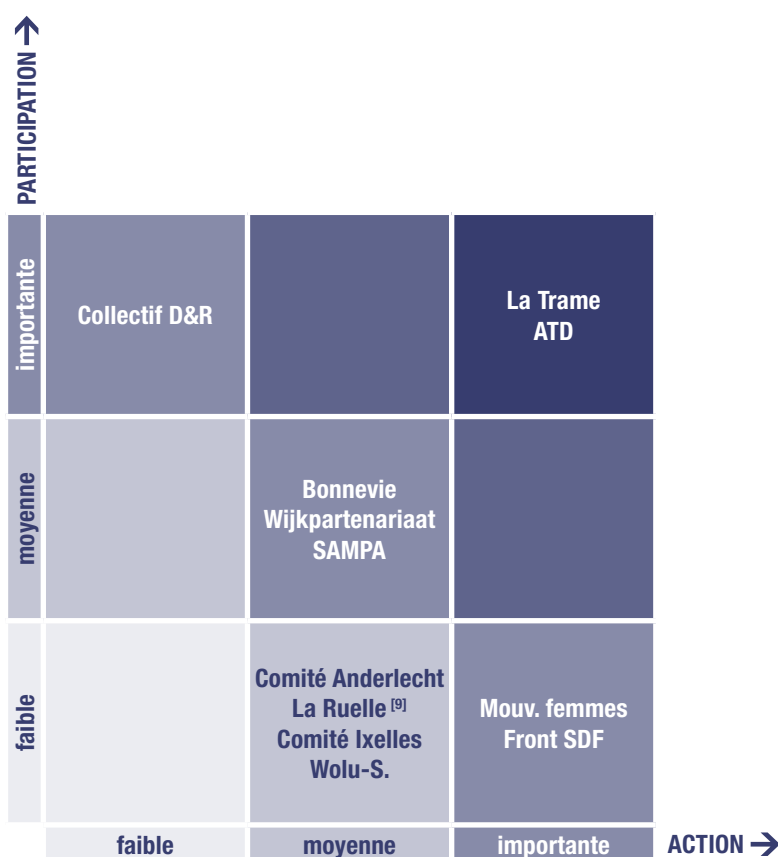 PARTICIPATION →
importante
Collectif D&R
La Trame
ATD
moyenne
Bonnevie
Wijkpartenariaat
SAMPA
faible
Comité Anderlecht
La Ruelle [9]
Comité Ixelles
Wolu-S.
Mouv. femmes
Front SDF
faible
moyenne
importante
ACTION →